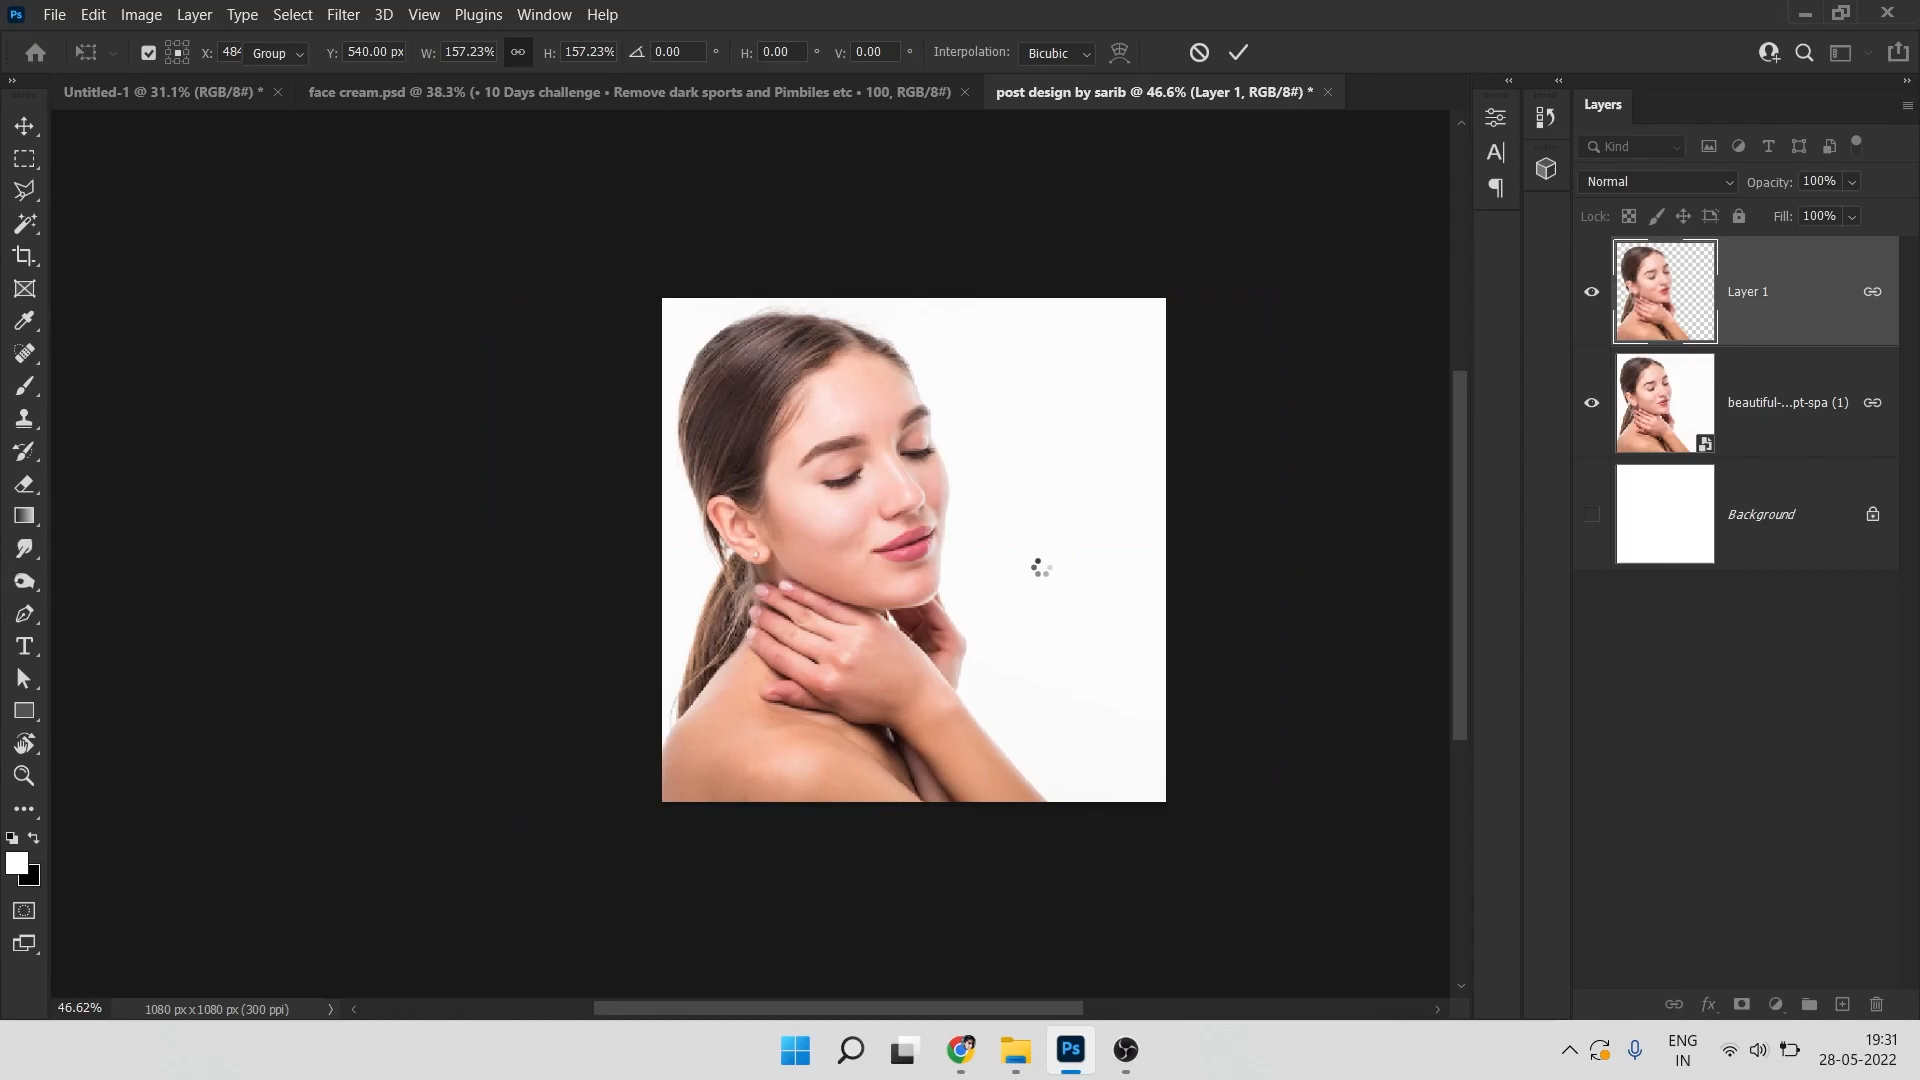 Ps File Edit Image Layer Type Select Filter 3D View Plugins Window Help
X: 484 Group Y: 540.00 px W: 157.23% H: 157.23% 0.00 ° H: 0.00 ° V: 0.00 ° Interpolation: Bicubic
Untitled-1 @ 31.1% (RGB/8#) * face cream.psd @ 38.3% (• 10 Days challenge • Remove dark sports and Pimbiles etc • 100, RGB/8#) post design by sarib @ 46.6% (Layer 1, RGB/8#) *
Layers
Kind
Normal Opacity: 100%
Lock: Fill: 100%
Layer 1
beautiful-...pt-spa (1)
Background
46.62% 1080 px x 1080 px (300 ppi)
Ps
ENG
IN
19:31
28-05-2022